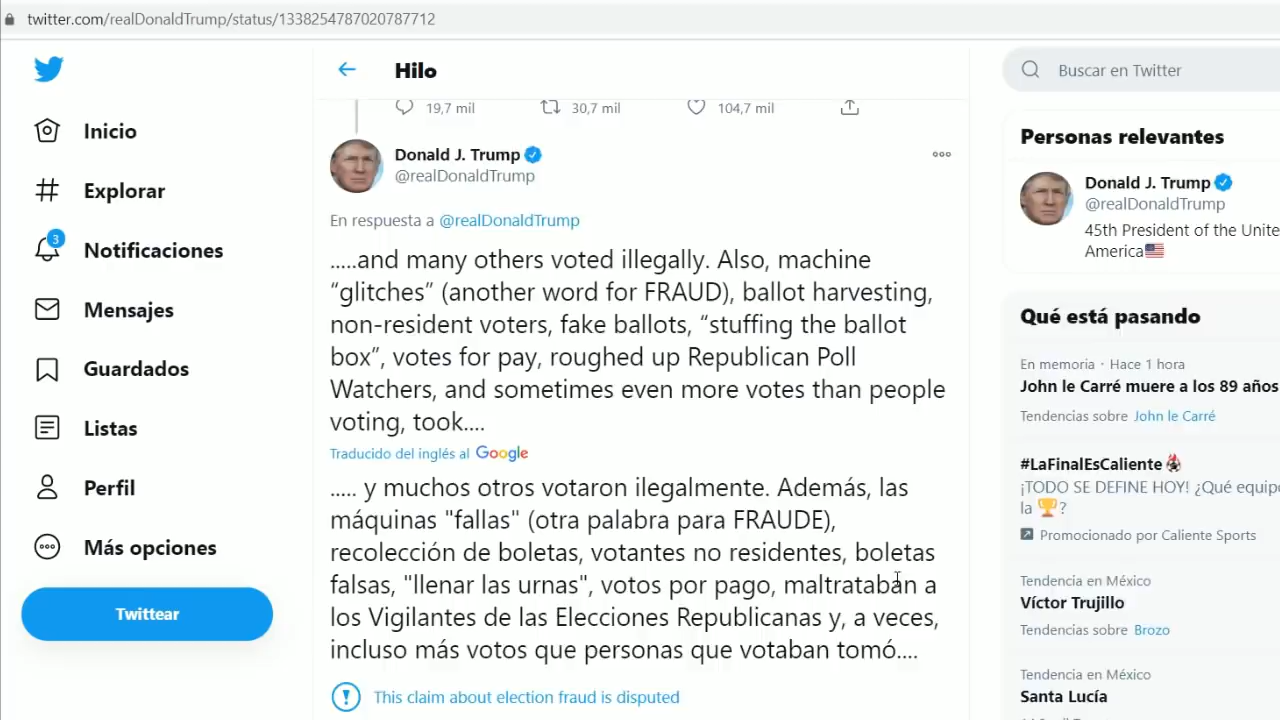 twitter.com/realDonaldTrump/status/1338254787020787712
Inicio
Explorar
3
Notificaciones
Mensajes
Guardados
Listas
Perfil
Más opciones
Twittear
Hilo
19,7 mil 30,7 mil 104,7 mil
Donald J. Trump
@realDonaldTrump
En respuesta a @realDonaldTrump
.....and many others voted illegally. Also, machine
“glitches” (another word for FRAUD), ballot harvesting,
non-resident voters, fake ballots, “stuffing the ballot
box”, votes for pay, roughed up Republican Poll
Watchers, and sometimes even more votes than people
voting, took....
Traducido del inglés al Google
..... y muchos otros votaron ilegalmente. Además, las
máquinas "fallas" (otra palabra para FRAUDE),
recolección de boletas, votantes no residentes, boletas
falsas, "llenar las urnas", votos por pago, maltrataban a
los Vigilantes de las Elecciones Republicanas y, a veces,
incluso más votos que personas que votaban tomó....
This claim about election fraud is disputed
Buscar en Twitter
Personas relevantes
Donald J. Trump
@realDonaldTrump
45th President of the Unite
America
Qué está pasando
En memoria · Hace 1 hora
John le Carré muere a los 89 años
Tendencias sobre John le Carré
#LaFinalEsCaliente
¡TODO SE DEFINE HOY! ¿Qué equipo
la ?
Promocionado por Caliente Sports
Tendencia en México
Víctor Trujillo
Tendencias sobre Brozo
Tendencia en México
Santa Lucía